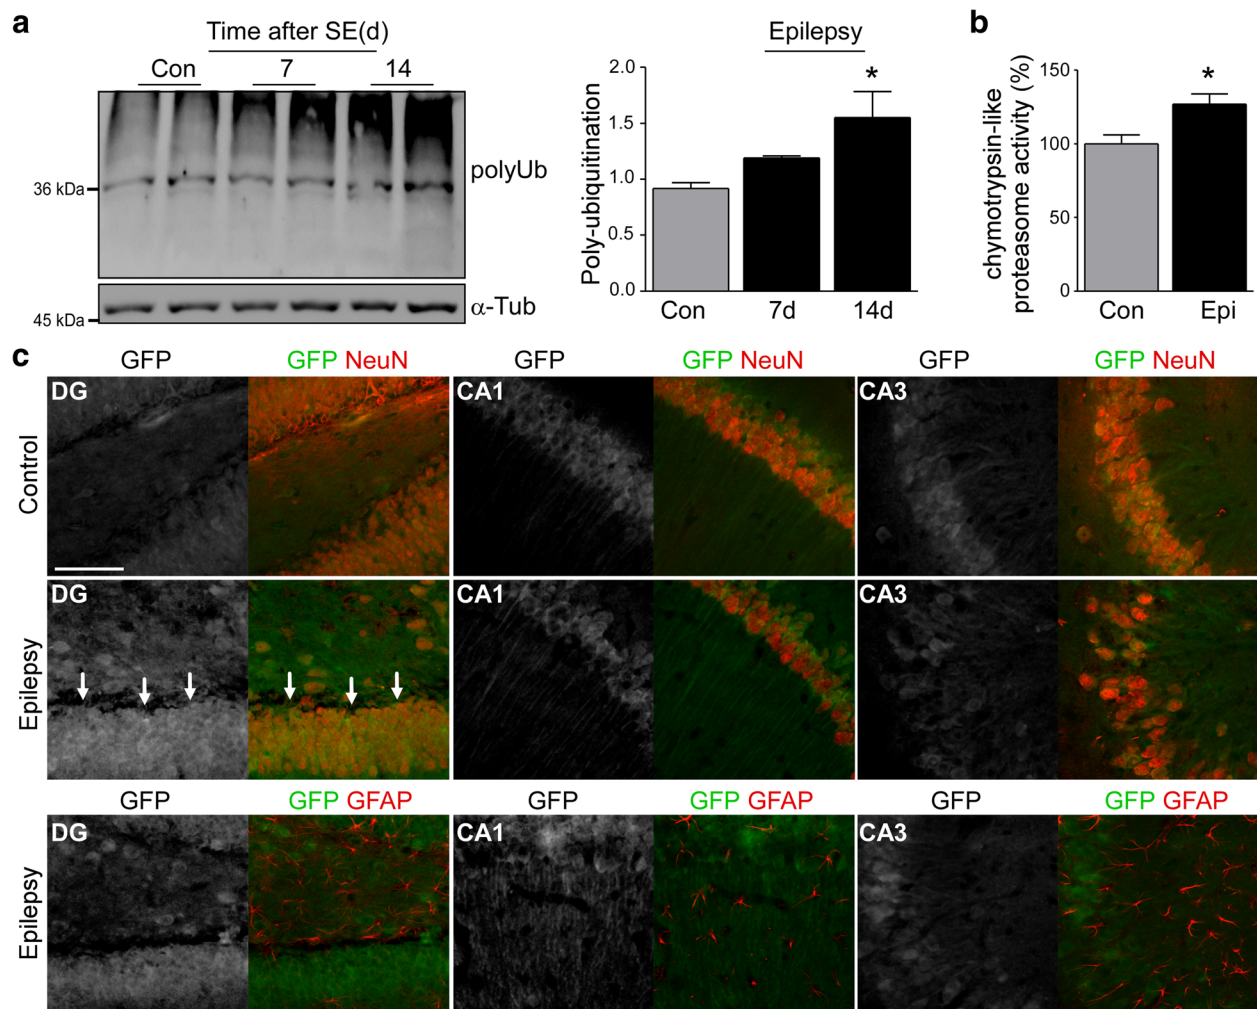 a
Time after SE(d)
Con 7 14
polyUb
36 kDa
α-Tub
45 kDa
Epilepsy
Poly-ubiquitination
2.0
1.5
1.0
0.5
0.0
*
Con 7d 14d
b
chymotrypsin-like
proteasome activity (%)
150
100
50
0
*
Con Epi
c
GFP GFP NeuN GFP GFP NeuN GFP GFP NeuN
Control
DG CA1 CA3
Epilepsy
DG CA1 CA3
GFP GFP GFAP GFP GFP GFAP GFP GFP GFAP
Epilepsy
DG CA1 CA3